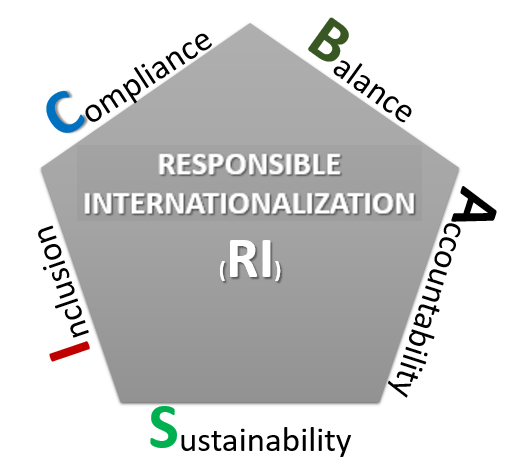 Compliance
Balance
RESPONSIBLE
INTERNATIONALIZATION
(RI)
Accountability
Inclusion
Sustainability